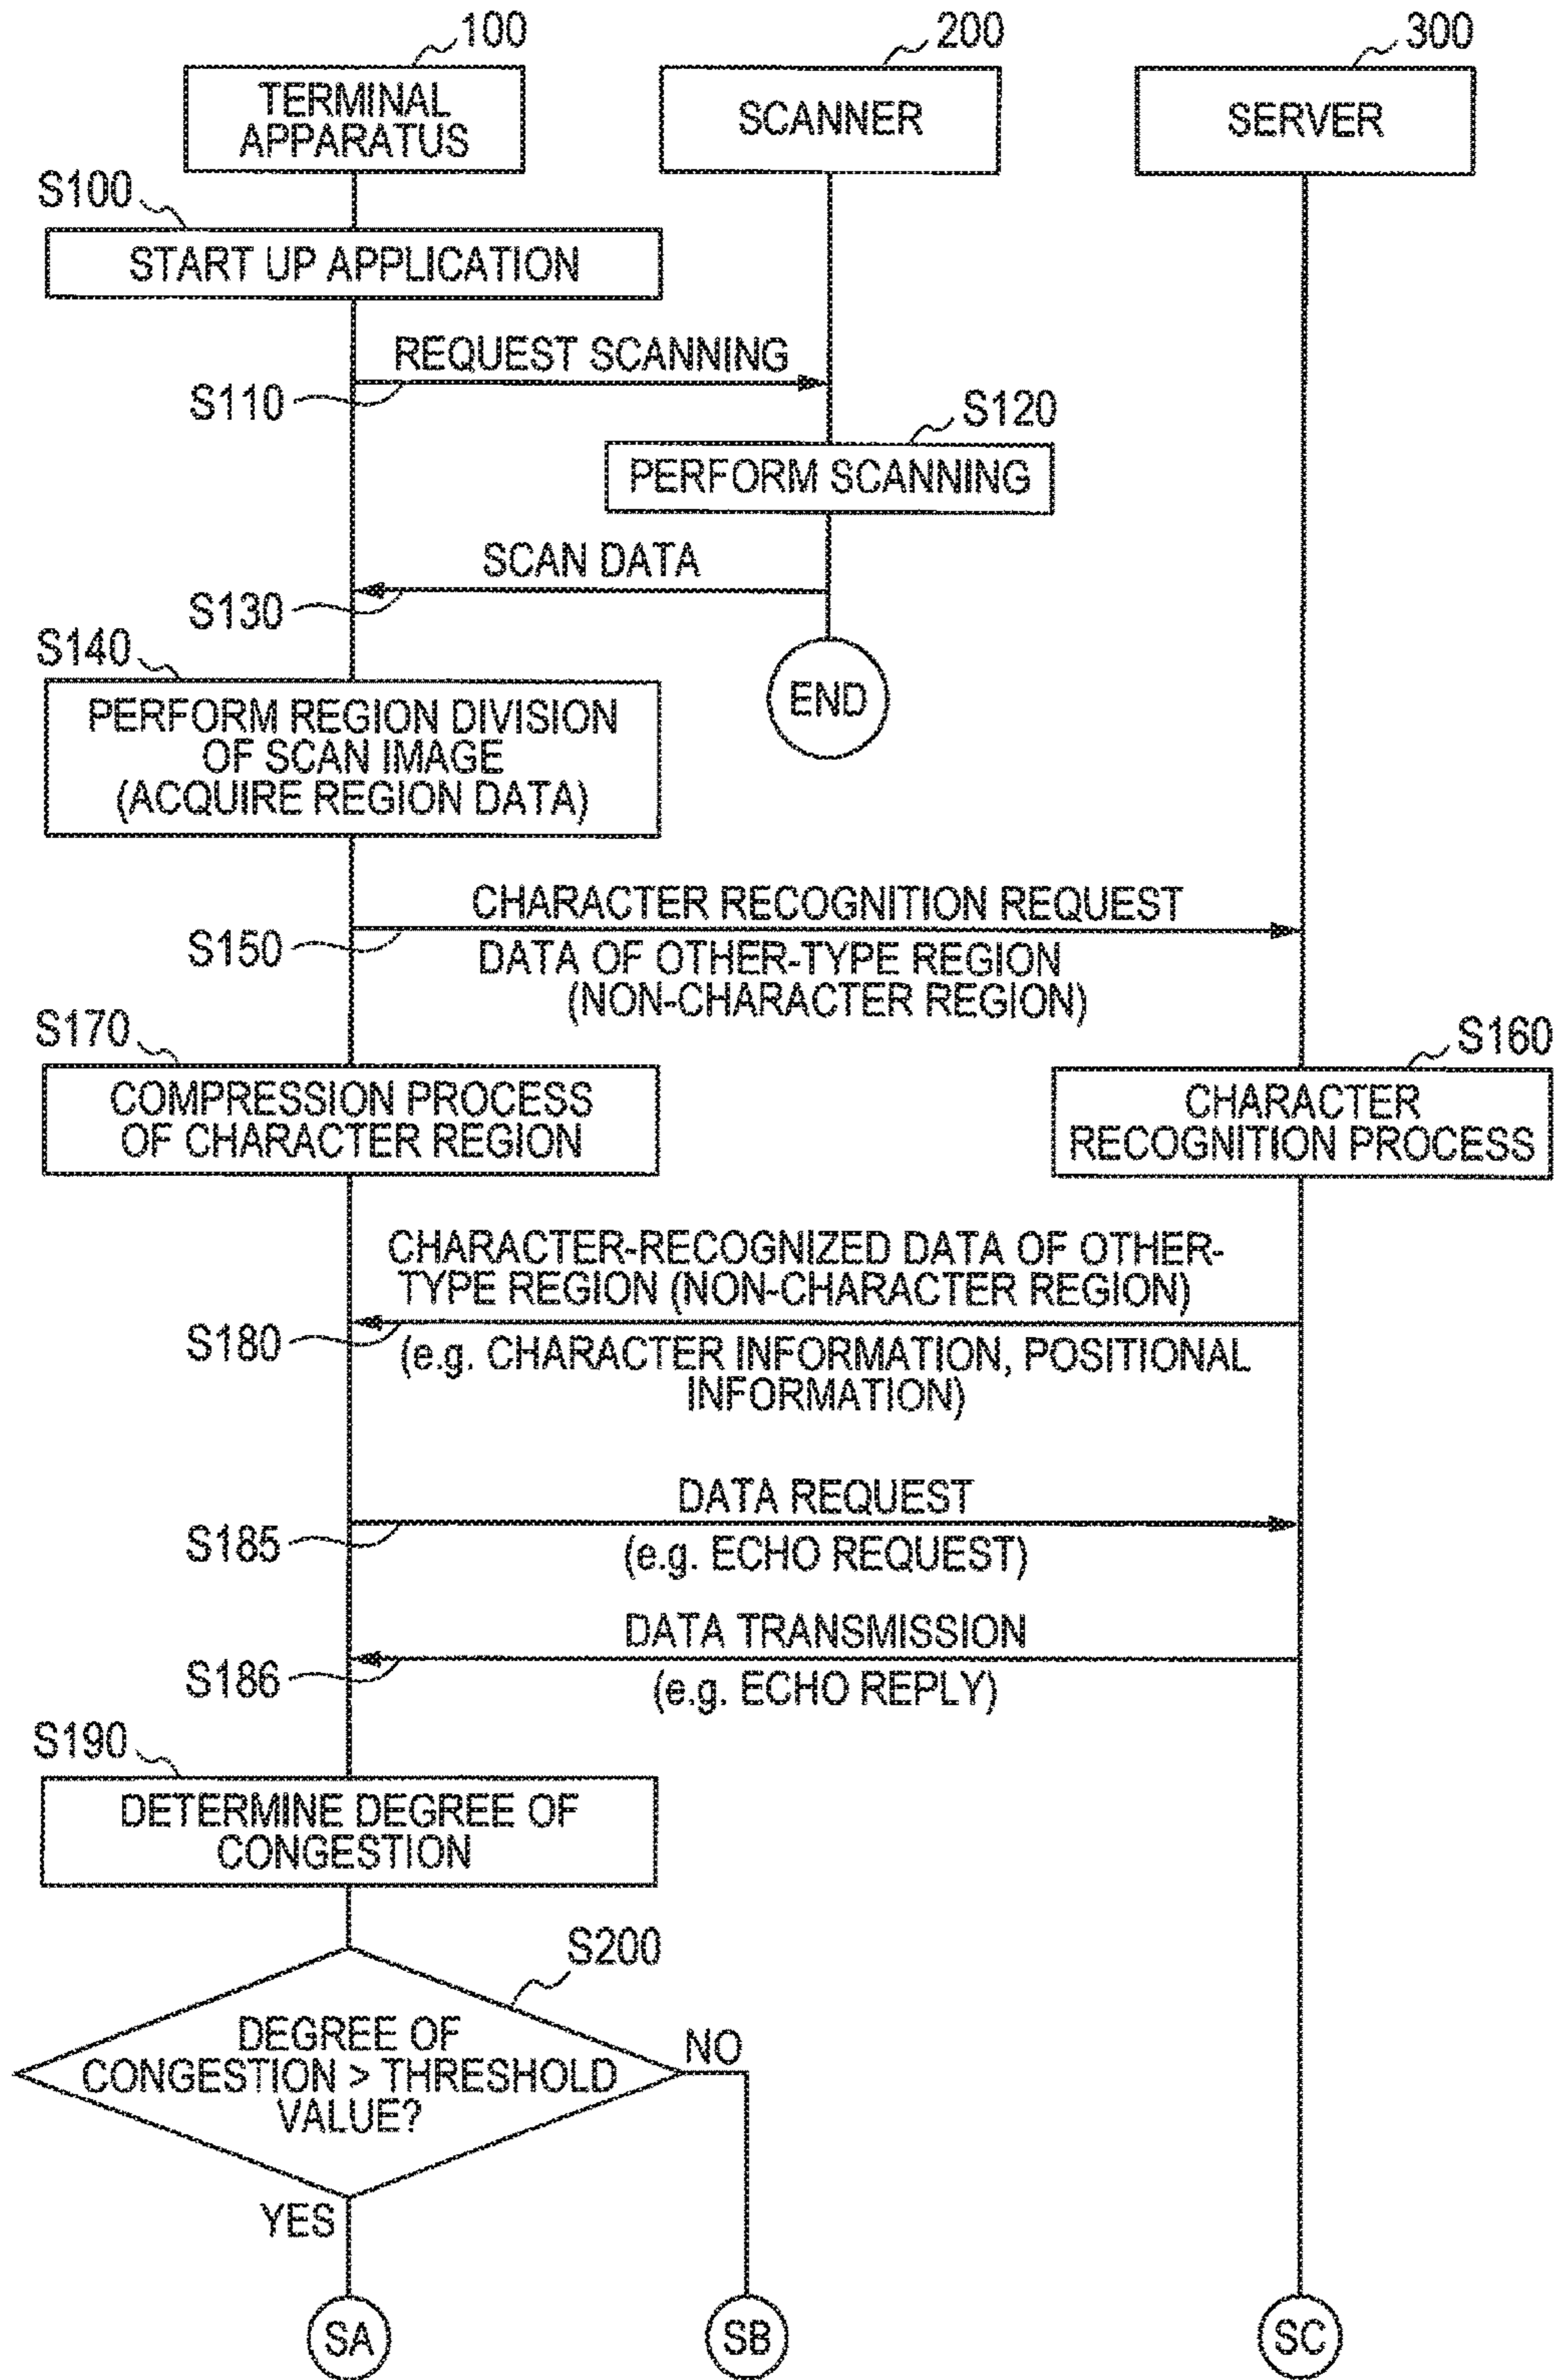 100
200
300
TERMINAL
APPARATUS
SCANNER
SERVER
S100
START UP APPLICATION
REQUEST SCANNING
S110
S120
PERFORM SCANNING
SCAN DATA
S130
END
S140
PERFORM REGION DIVISION
OF SCAN IMAGE
(ACQUIRE REGION DATA)
CHARACTER RECOGNITION REQUEST
S150
DATA OF OTHER-TYPE REGION
(NON-CHARACTER REGION)
S170
COMPRESSION PROCESS
OF CHARACTER REGION
S160
CHARACTER
RECOGNITION PROCESS
CHARACTER-RECOGNIZED DATA OF OTHER-
TYPE REGION (NON-CHARACTER REGION)
S180
(e.g. CHARACTER INFORMATION, POSITIONAL
INFORMATION)
DATA REQUEST
S185
(e.g. ECHO REQUEST)
DATA TRANSMISSION
S186
(e.g. ECHO REPLY)
S190
DETERMINE DEGREE OF
CONGESTION
S200
DEGREE OF
CONGESTION > THRESHOLD
VALUE?
NO
YES
SA
SB
SC